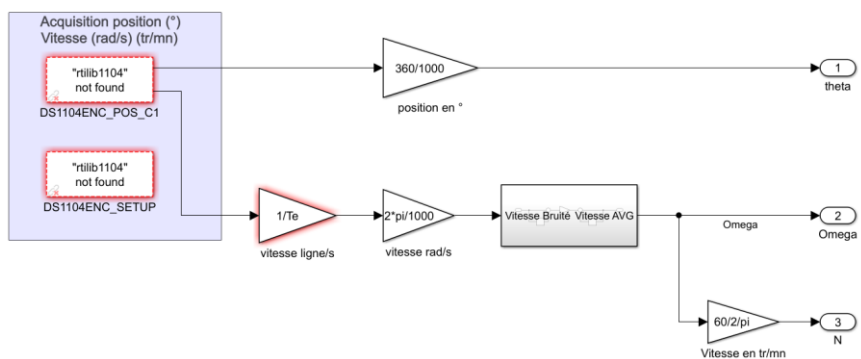 Acquisition position (°)
Vitesse (rad/s) (tr/mn)
"rtilib1104"
not found
DS1104ENC_POS_C1
360/1000
position en °
1
theta
"rtilib1104"
not found
DS1104ENC_SETUP
1/Te
vitesse ligne/s
2*pi/1000
vitesse rad/s
Vitesse Bruité Vitesse AVG
Omega
2
Omega
60/2/pi
Vitesse en tr/mn
3
N